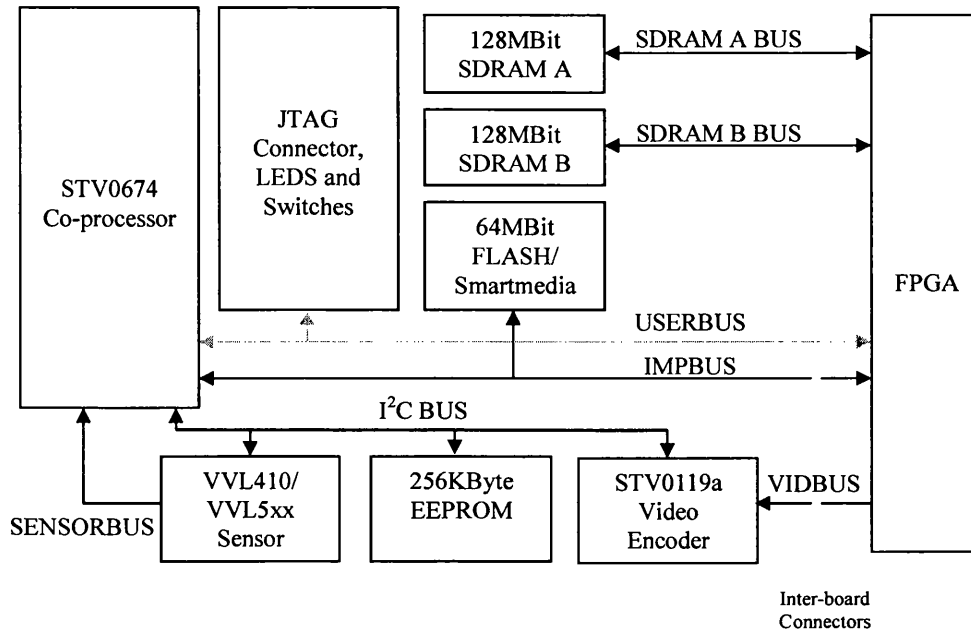 128MBit
SDRAM A
SDRAM A BUS
JTAG
Connector,
LEDS and
Switches
128MBit
SDRAM B
SDRAM B BUS
STV0674
Co-processor
64MBit
FLASH/
Smartmedia
FPGA
USERBUS
IMPBUS
I²C BUS
VVL410/
VVL5xx
Sensor
256KByte
EEPROM
STV0119a
Video
Encoder
VIDBUS
SENSORBUS
Inter-board
Connectors